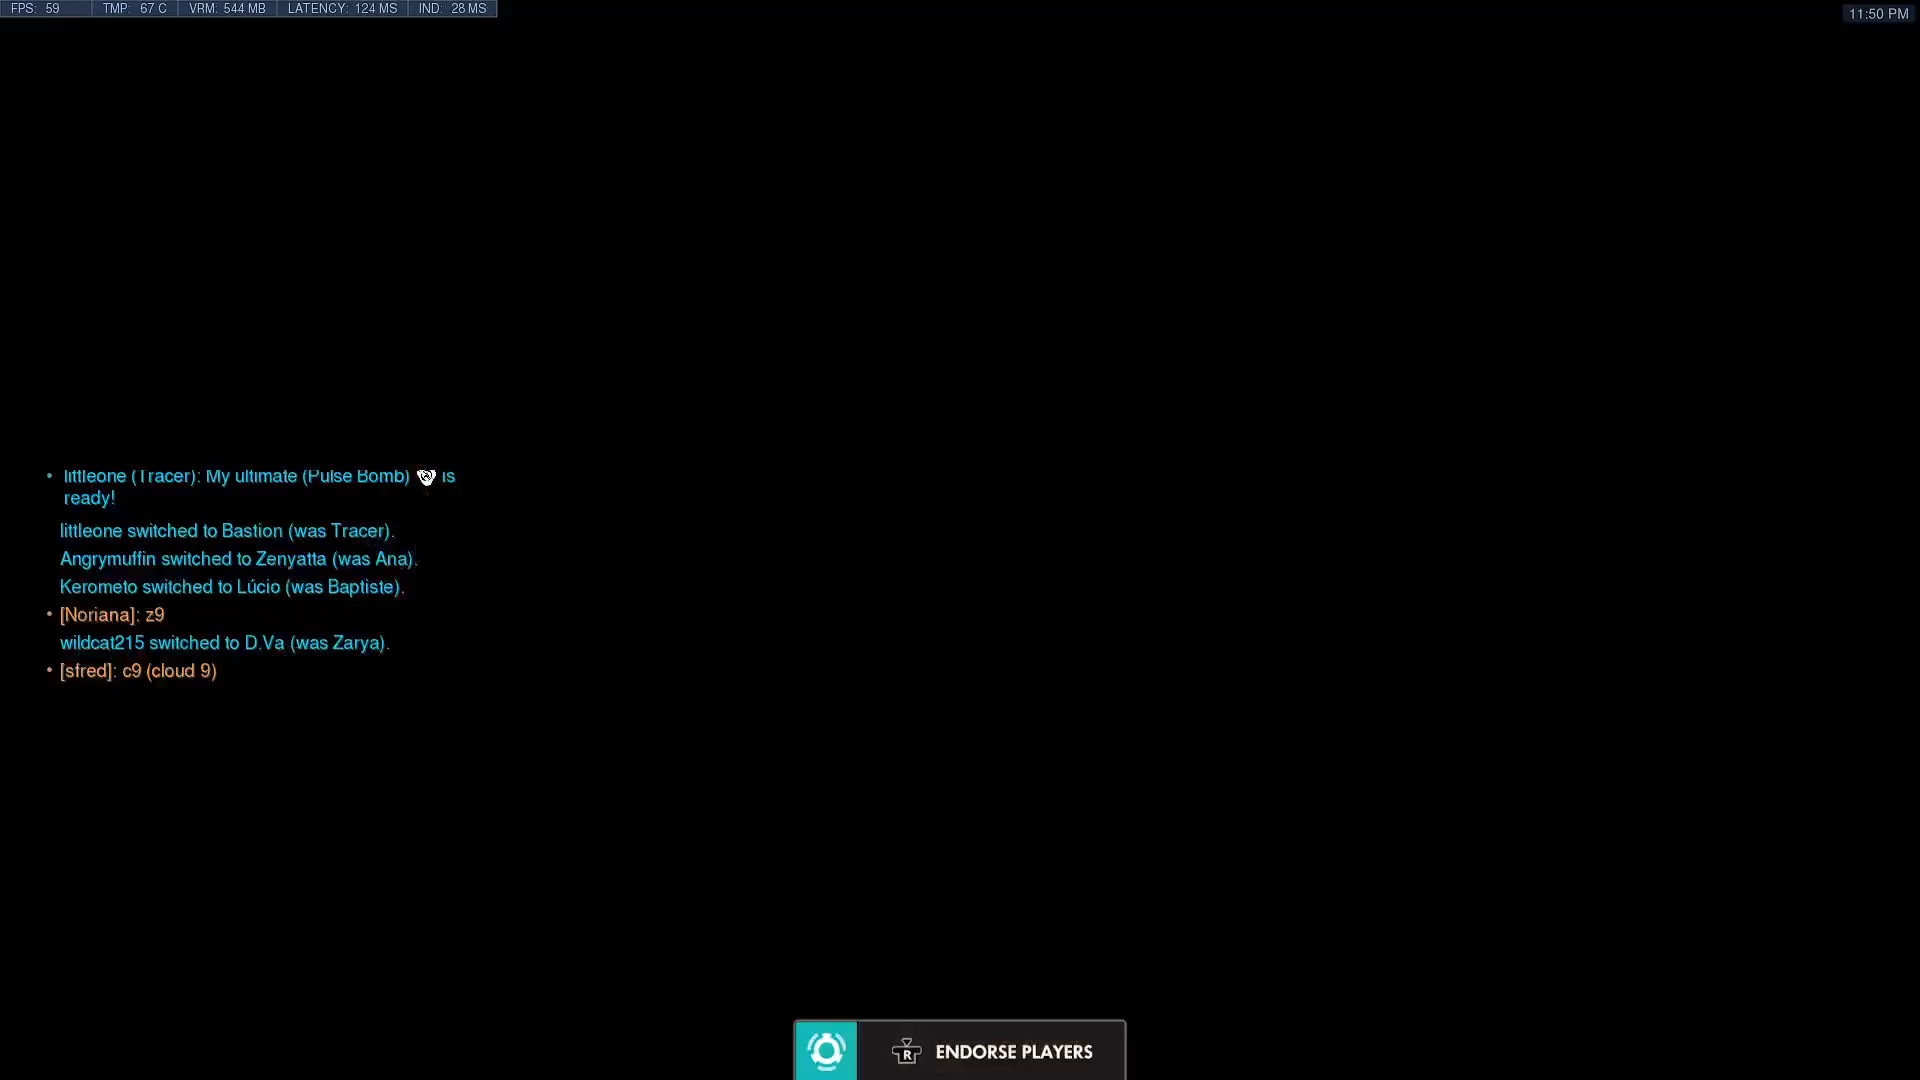 FPS: 59 TMP: 67 C VRM: 544 MB LATENCY: 124 MS IND: 28 MS
11:50 PM
• littleone (Tracer): My ultimate (Pulse Bomb) is
ready!
littleone switched to Bastion (was Tracer).
Angrymuffin switched to Zenyatta (was Ana).
Kerometo switched to Lúcio (was Baptiste).
• [Noriana]: z9
wildcat215 switched to D.Va (was Zarya).
• [sfred]: c9 (cloud 9)
R ENDORSE PLAYERS